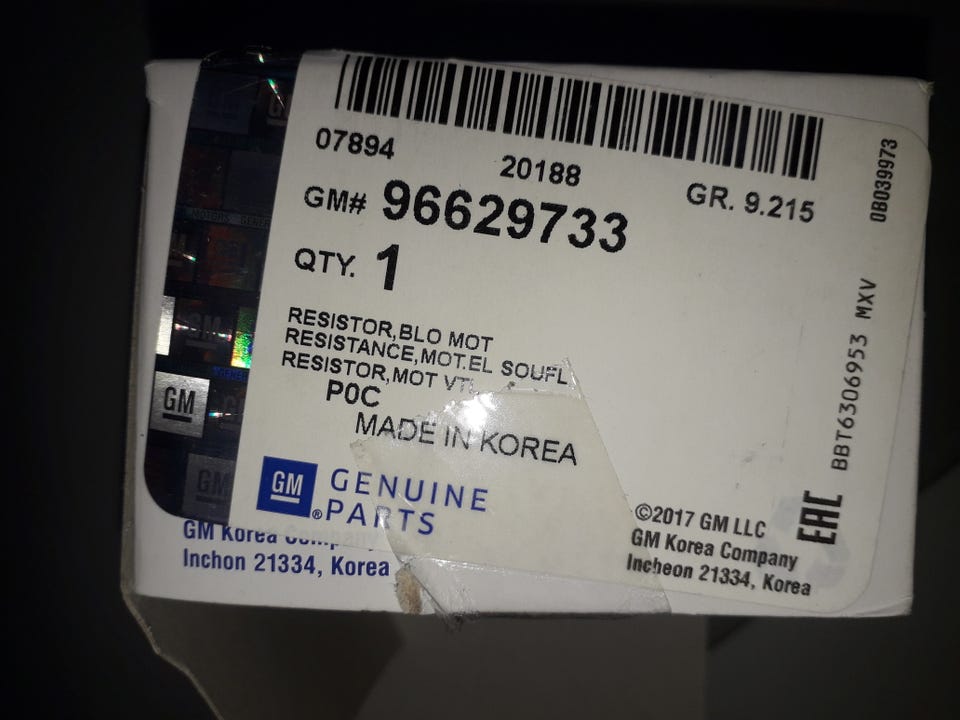 07894
20188
GR. 9.215
GM# 96629733
QTY. 1
RESISTOR,BLO MOT
RESISTANCE,MOT.EL SOUFL
RESISTOR,MOT
P0C
MADE IN KOREA
GM
GM
GENUINE
PARTS
®
GM Korea Company
Inchon 21334, Korea
©2017 GM LLC
GM Korea Company
Incheon 21334, Korea
EAC
BBT6306953 MXV
0B039973